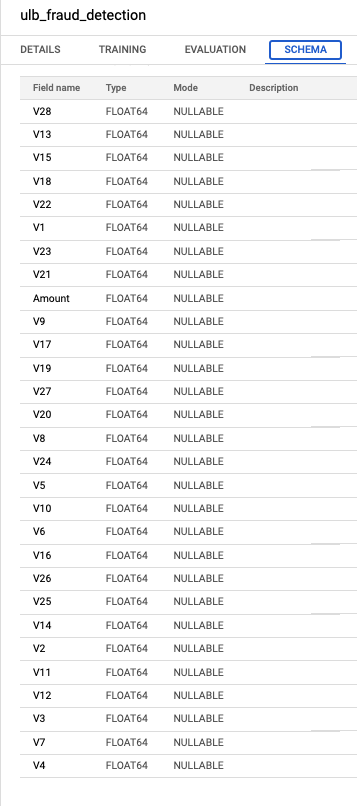 ulb_fraud_detection
DETAILS TRAINING EVALUATION SCHEMA
Field name Type Mode Description
V28 FLOAT64 NULLABLE
V13 FLOAT64 NULLABLE
V15 FLOAT64 NULLABLE
V18 FLOAT64 NULLABLE
V22 FLOAT64 NULLABLE
V1 FLOAT64 NULLABLE
V23 FLOAT64 NULLABLE
V21 FLOAT64 NULLABLE
Amount FLOAT64 NULLABLE
V9 FLOAT64 NULLABLE
V17 FLOAT64 NULLABLE
V19 FLOAT64 NULLABLE
V27 FLOAT64 NULLABLE
V20 FLOAT64 NULLABLE
V8 FLOAT64 NULLABLE
V24 FLOAT64 NULLABLE
V5 FLOAT64 NULLABLE
V10 FLOAT64 NULLABLE
V6 FLOAT64 NULLABLE
V16 FLOAT64 NULLABLE
V26 FLOAT64 NULLABLE
V25 FLOAT64 NULLABLE
V14 FLOAT64 NULLABLE
V2 FLOAT64 NULLABLE
V11 FLOAT64 NULLABLE
V12 FLOAT64 NULLABLE
V3 FLOAT64 NULLABLE
V7 FLOAT64 NULLABLE
V4 FLOAT64 NULLABLE